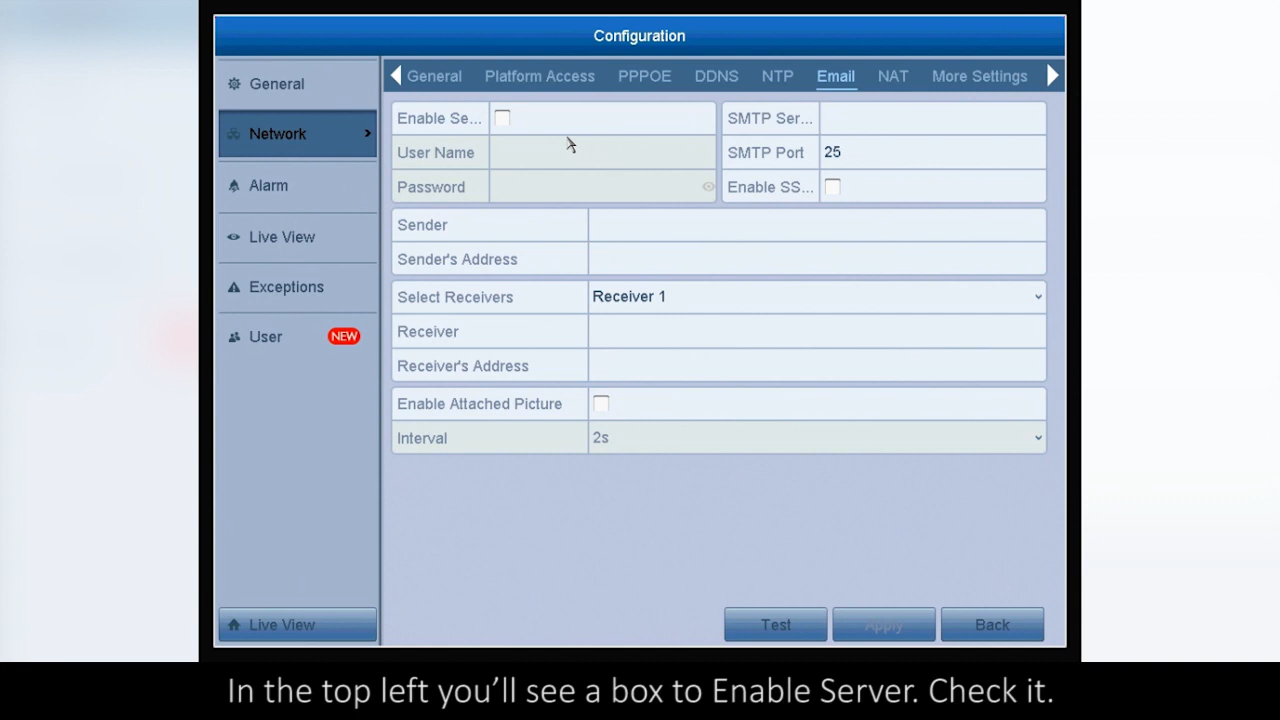 Configuration
General
Network
Alarm
Live View
Exceptions
User NEW
Live View
General Platform Access PPPOE DDNS NTP Email NAT More Settings
Enable Se... SMTP Ser...
User Name SMTP Port 25
Password Enable SS...
Sender
Sender's Address
Select Receivers Receiver 1
Receiver
Receiver's Address
Enable Attached Picture
Interval 2s
Test Apply Back
In the top left you’ll see a box to Enable Server. Check it.